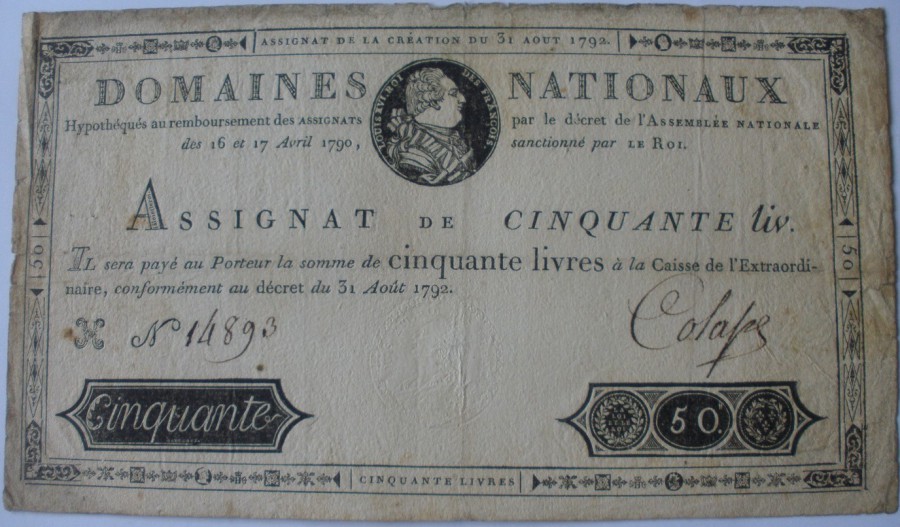 ASSIGNAT DE LA CRÉATION DU 31 AOUT 1792.
DOMAINES NATIONAUX
LOUIS XVI ROI DES FRANÇOIS
Hypothéqués au remboursement des ASSIGNATS par le décret de l'ASSEMBLÉE NATIONALE
des 16 et 17 Avril 1790, sanctionné par LE ROI.
ASSIGNAT DE CINQUANTE liv.
IL sera payé au Porteur la somme de cinquante livres à la Caisse de l'Extraordi-
naire, conformément au décret du 31 Août 1792.
50
50
H N° 14893
Cinquante
50.
CINQUANTE LIVRES